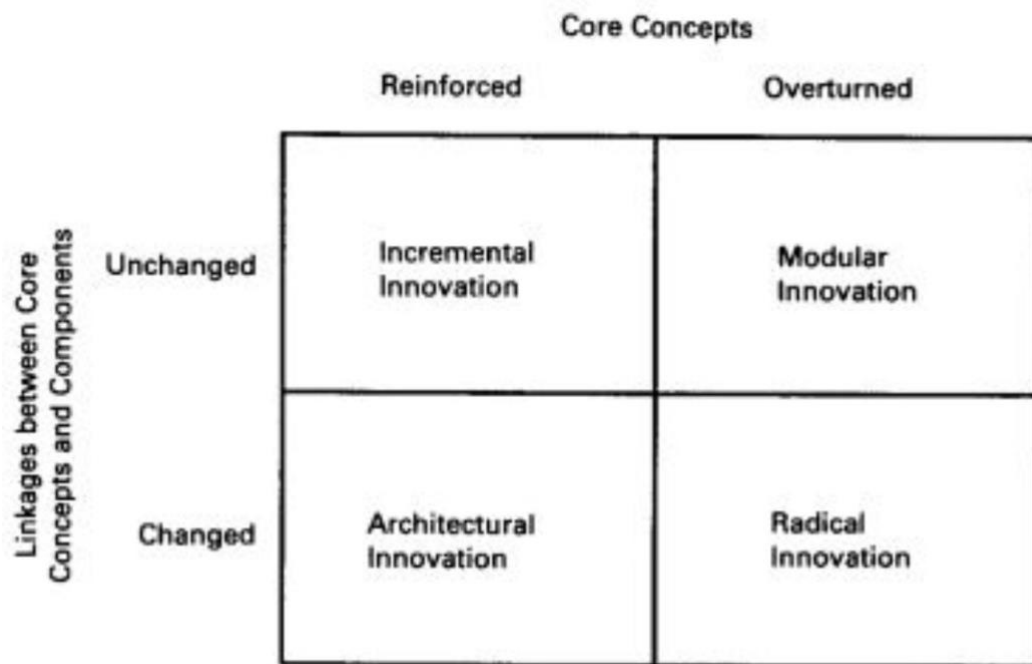 Core Concepts
Reinforced
Overturned
Linkages between Core
Concepts and Components
Unchanged
Incremental
Innovation
Modular
Innovation
Changed
Architectural
Innovation
Radical
Innovation